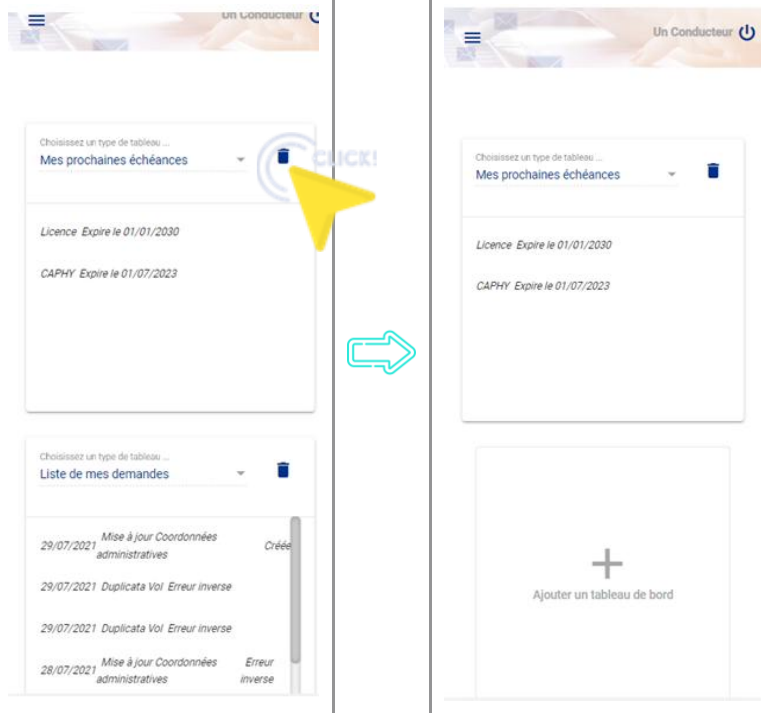 Un Conducteur
Choisissez un type de tableau ...
Mes prochaines échéances
CLICK!
Licence Expire le 01/01/2030
CAPHY Expire le 01/07/2023
Choisissez un type de tableau ...
Liste de mes demandes
29/07/2021 Mise à jour Coordonnées administratives Créée
29/07/2021 Duplicata Vol Erreur inverse
29/07/2021 Duplicata Vol Erreur inverse
28/07/2021 Mise à jour Coordonnées administratives Erreur inverse
Un Conducteur
Choisissez un type de tableau ...
Mes prochaines échéances
Licence Expire le 01/01/2030
CAPHY Expire le 01/07/2023
Ajouter un tableau de bord